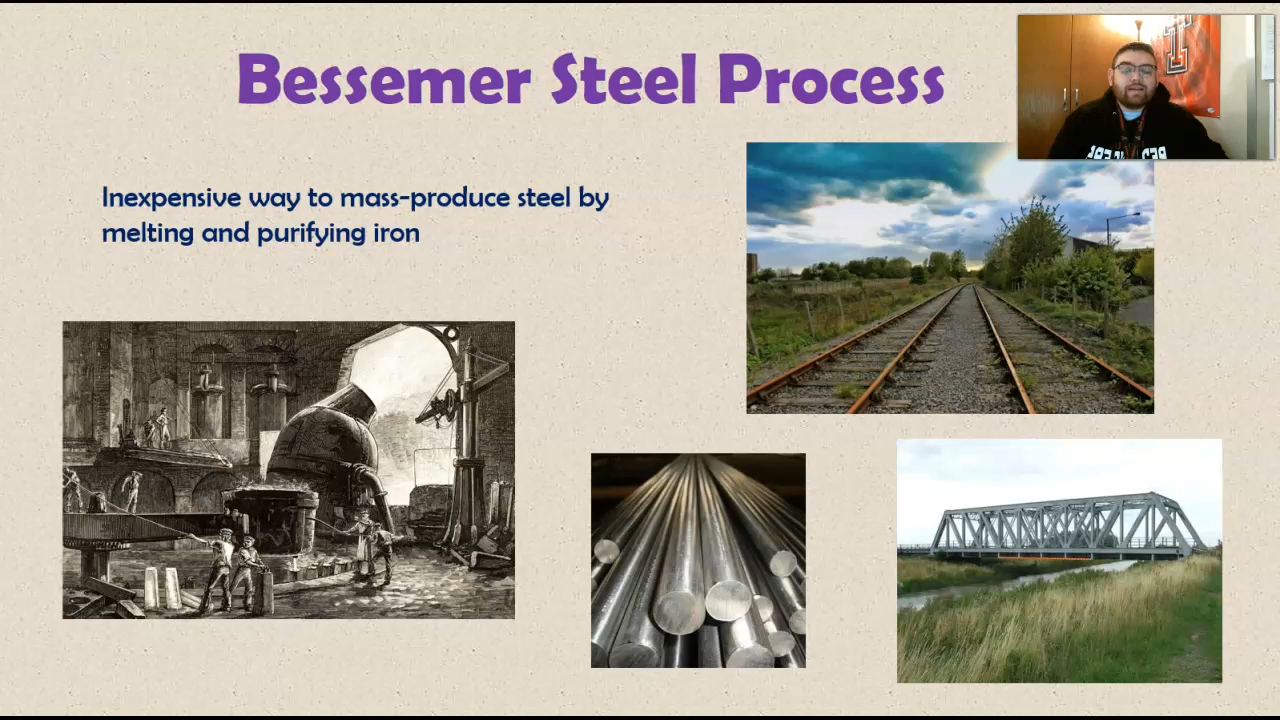 Bessemer Steel Process
Inexpensive way to mass-produce steel by
melting and purifying iron
I